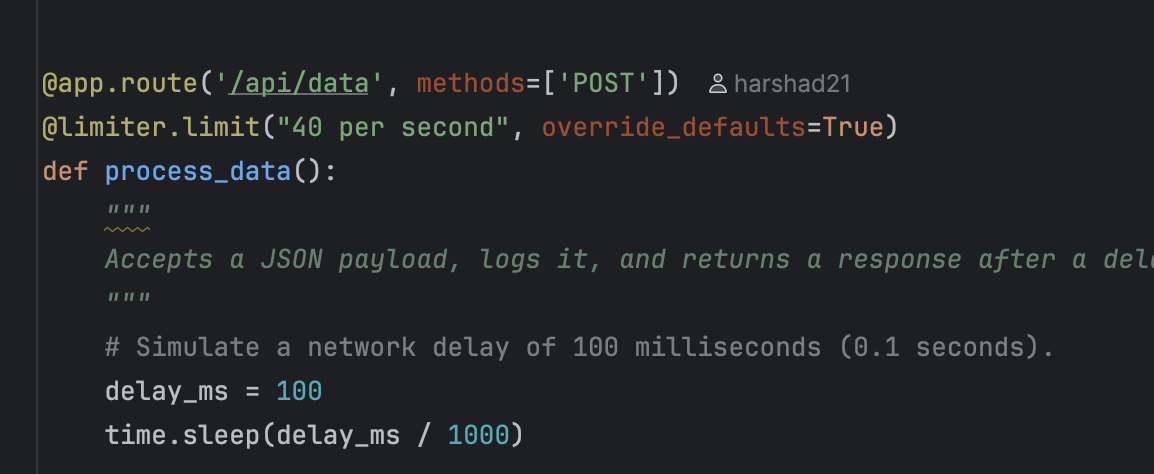 @app.route('/api/data', methods=['POST']) harshad21
@limiter.limit("40 per second", override_defaults=True)
def process_data():
"""
Accepts a JSON payload, logs it, and returns a response after a
"""
# Simulate a network delay of 100 milliseconds (0.1 seconds).
delay_ms = 100
time.sleep(delay_ms / 1000)